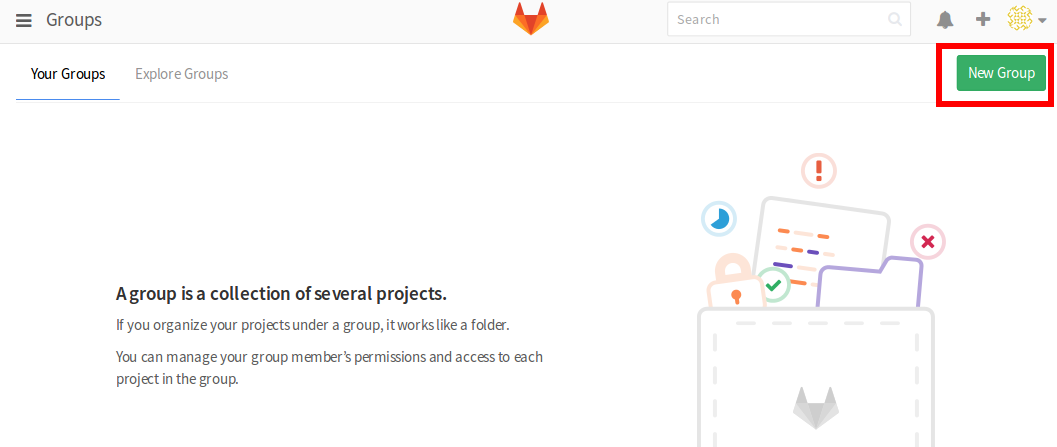 Groups
Search
Your Groups
Explore Groups
New Group
A group is a collection of several projects.
If you organize your projects under a group, it works like a folder.
You can manage your group member's permissions and access to each
project in the group.